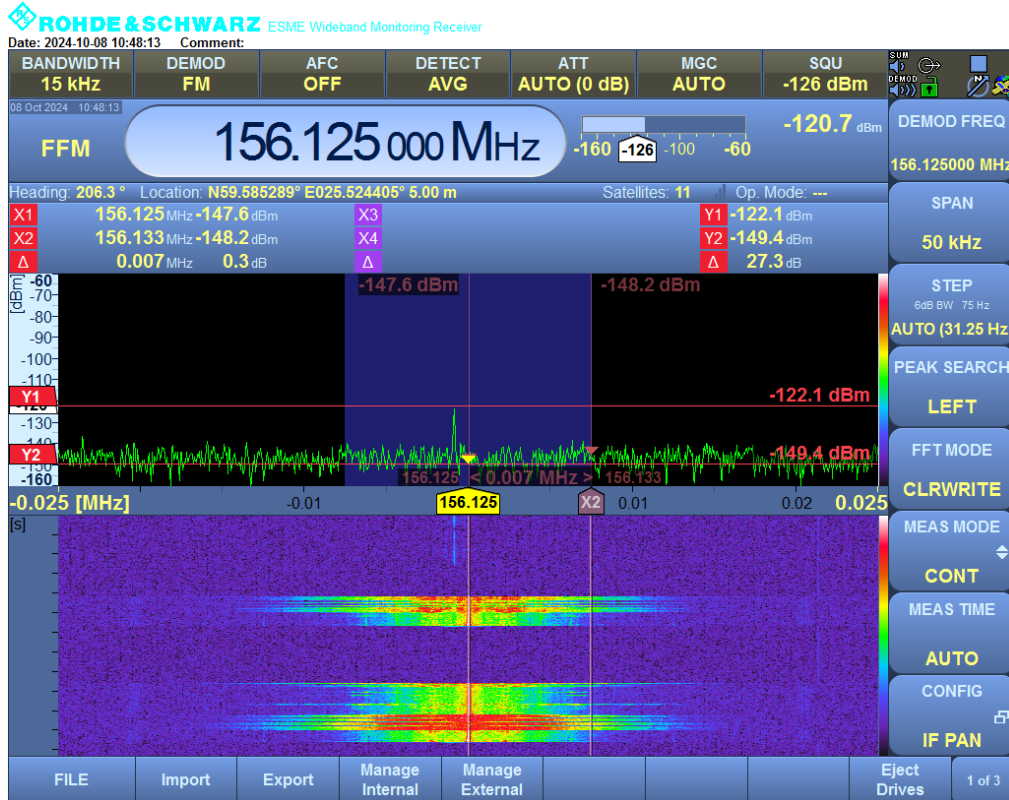 ROHDE & SCHWARZ ESME Wideband Monitoring Receiver
Date: 2024-10-08 10:48:13 Comment:
BANDWIDTH DEMOD AFC DETECT ATT MGC SQU
15 kHz FM OFF AVG AUTO (0 dB) AUTO -126 dBm
SUM
DEMOD
08 Oct 2024 10:48:13
FFM 156.125 000 MHz -160 -126 -100 -60 -120.7 dBm
Heading: 206.3 ° Location: N59.585289° E025.524405° 5.00 m Satellites: 11 Op. Mode: ---
X1 156.125 MHz -147.6 dBm X3 Y1 -122.1 dBm
X2 156.133 MHz -148.2 dBm X4 Y2 -149.4 dBm
Δ 0.007 MHz 0.3 dB Δ Δ 27.3 dB
[dBm]
-60 -147.6 dBm -148.2 dBm
-70
-80
-90
-100
-110
Y1 -122.1 dBm
-120
-130
-140
Y2 -149.4 dBm
-150
-160 156.125 < 0.007 MHz > 156.133
-0.025 [MHz] -0.01 156.125 X2 0.01 0.02 0.025
[s]
DEMOD FREQ
156.125000 MHz
SPAN
50 kHz
STEP
6dB BW 75 Hz
AUTO (31.25 Hz
PEAK SEARCH
LEFT
FFT MODE
CLRWRITE
MEAS MODE
CONT
MEAS TIME
AUTO
CONFIG
IF PAN
FILE Import Export Manage Internal Manage External Eject Drives 1 of 3